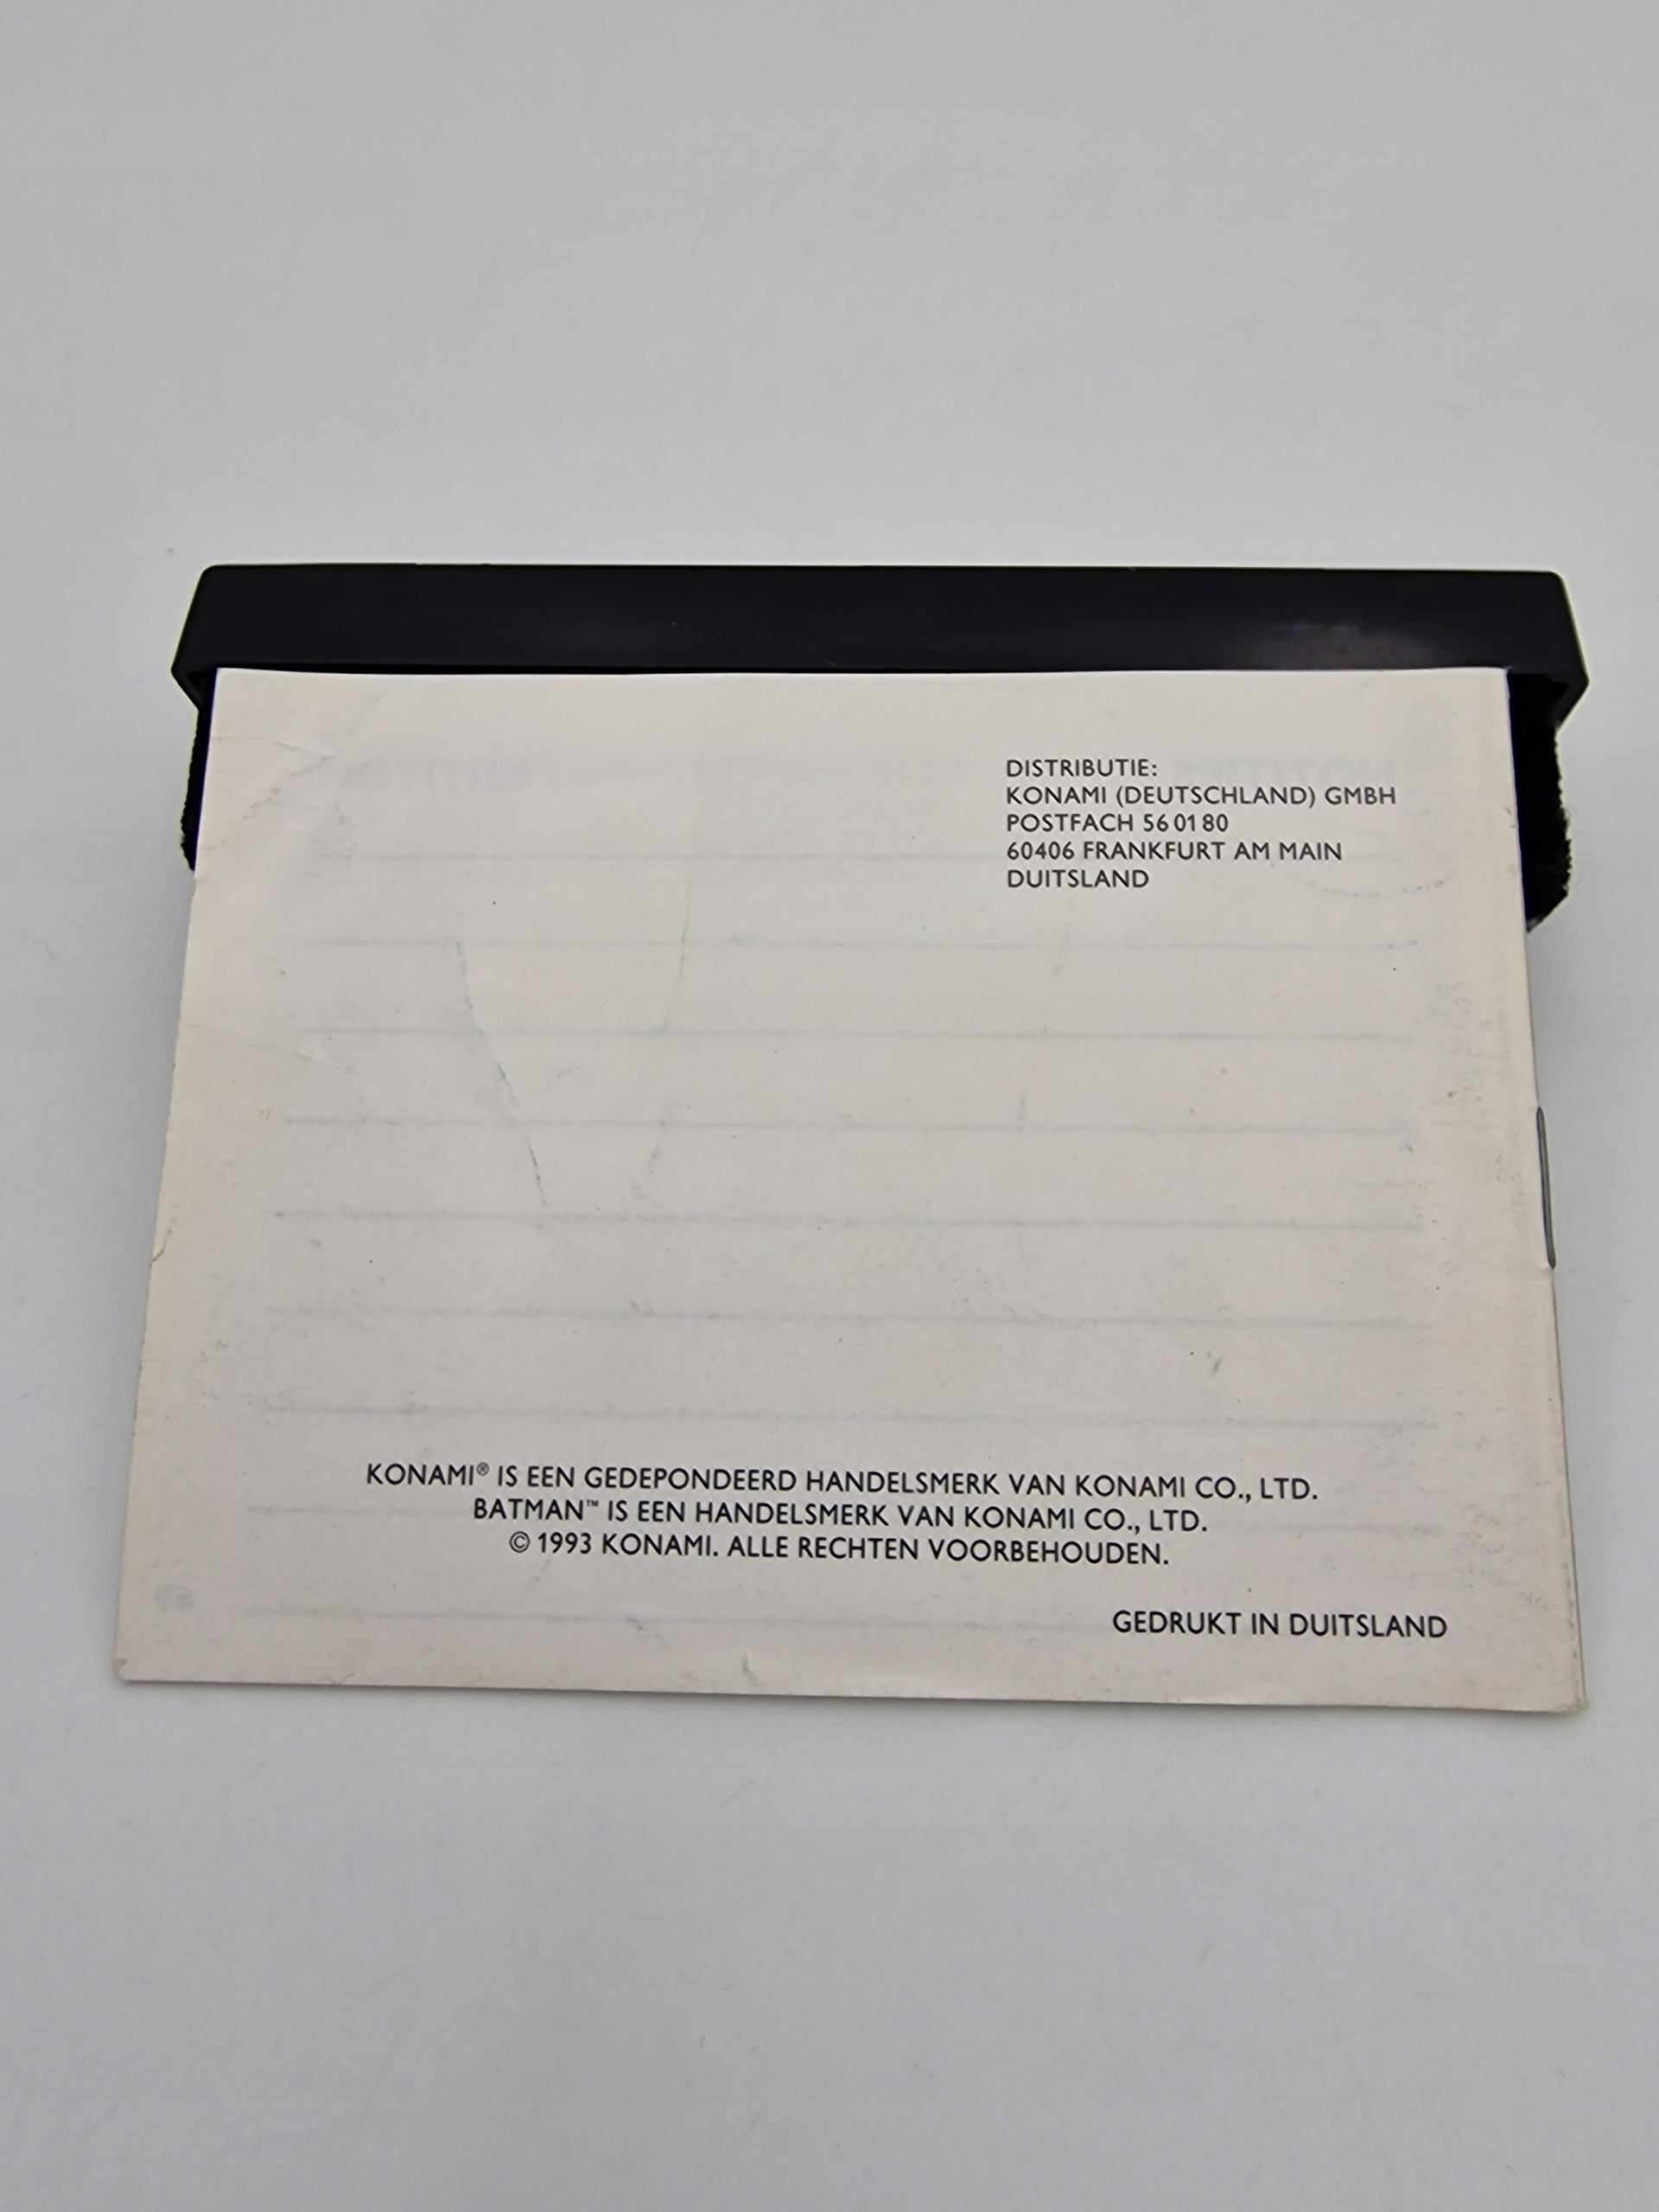 DISTRIBUTIE:
KONAMI (DEUTSCHLAND) GMBH
POSTFACH 56 01 80
60406 FRANKFURT AM MAIN
DUITSLAND
KONAMI® IS EEN GEDEPONDEERD HANDELSMERK VAN KONAMI CO., LTD.
BATMAN™ IS EEN HANDELSMERK VAN KONAMI CO., LTD.
© 1993 KONAMI. ALLE RECHTEN VOORBEHOUDEN.
GEDRUKT IN DUITSLAND